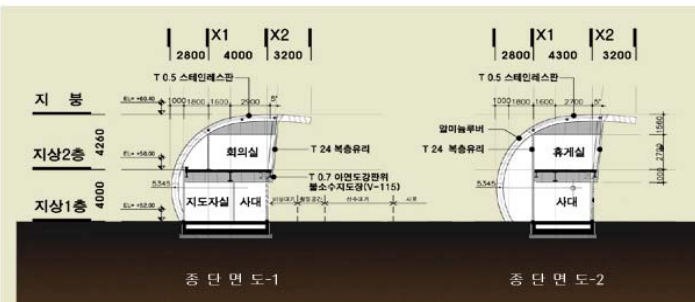 X1 X2
2800 4000 3200
T 0.5 스테인레스판
1000 1800 1600 2900 5°
지 붕
4260
지상2층
4000
지상1층
회의실
T 24 복층유리
T 0.7 아연도강판위
불소수지도장(V-115)
지도자실 사대
5,345
종 단 면 도-1
X1 X2
2800 4300 3200
T 0.5 스테인레스판
1000 1800 1600 2700 5°
알미늄루버
T 24 복층유리
휴게실
1560
2700
1000
사대
5,345
종 단 면 도-2